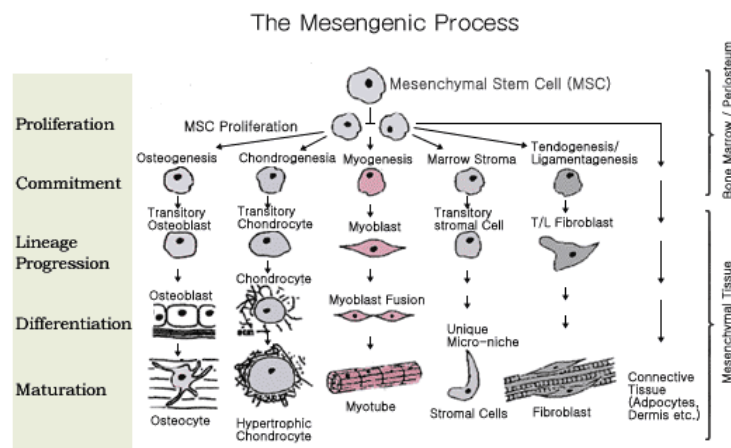 The Mesengenic Process
Mesenchymal Stem Cell (MSC)
Proliferation
MSC Proliferation
Osteogenesis
Chondrogenesia
Myogenesis
Marrow Stroma
Tendogenesis/
Ligamentagenesis
Bone Marrow / Periosteum
Commitment
Transitory
Osteoblast
Transitory
Chondrocyte
Myoblast
Transitory
stromal Cell
T/L Fibroblast
Lineage
Progression
Chondrocyte
Osteoblast
Myoblast Fusion
Differentiation
Unique
Micro-niche
Mesenchymal Tissue
Maturation
Osteocyte
Hypertrophic
Chondrocyte
Myotube
Stromal Cells
Fibroblast
Connective
Tissue
(Adpocytes,
Dermis etc.)